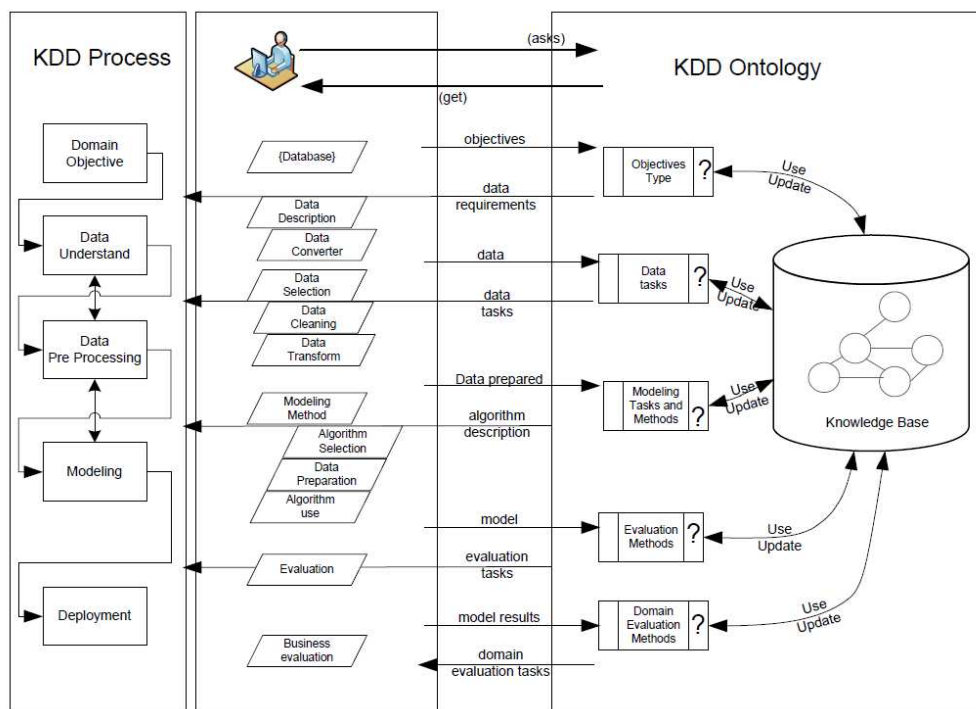 KDD Process
Domain
Objective
Data
Understand
Data
Pre Processing
Modeling
Deployment
(asks)
(get)
{Database}
Data
Description
Data
Converter
Data
Selection
Data
Cleaning
Data
Transform
Modeling
Method
Algorithm
Selection
Data
Preparation
Algorithm
use
Evaluation
Business
evaluation
objectives
data
requirements
data
data
tasks
Data prepared
algorithm
description
model
evaluation
tasks
model results
domain
evaluation tasks
KDD Ontology
Objectives
Type
?
Data
tasks
?
Modeling
Tasks and
Methods
?
Evaluation
Methods
?
Domain
Evaluation
Methods
?
Use
Update
Use
Update
Use
Update
Use
Update
Use
Update
Knowledge Base